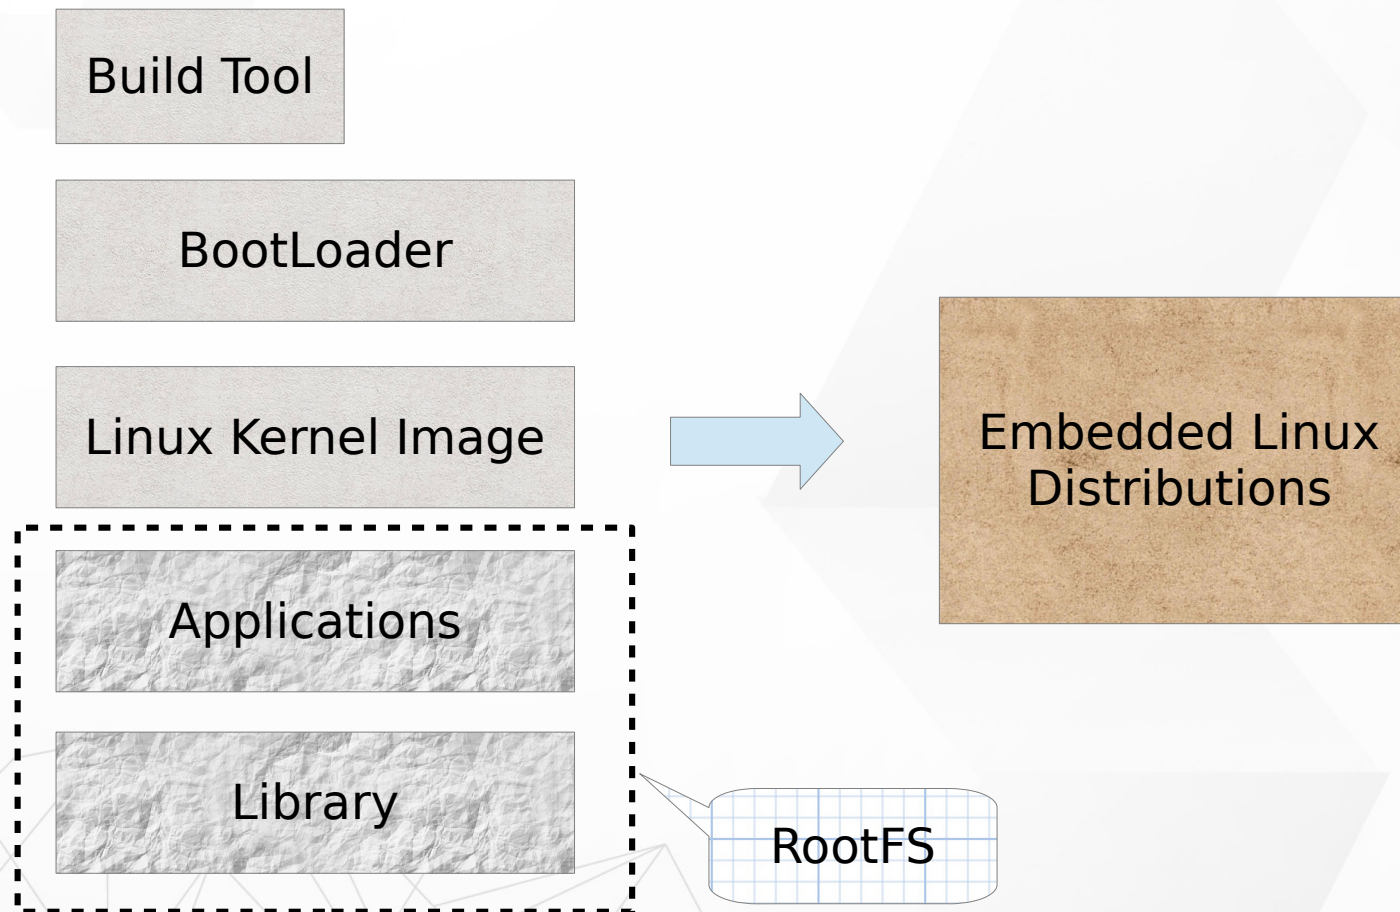 Build Tool
BootLoader
Linux Kernel Image
Applications
Library
Embedded Linux
Distributions
RootFS